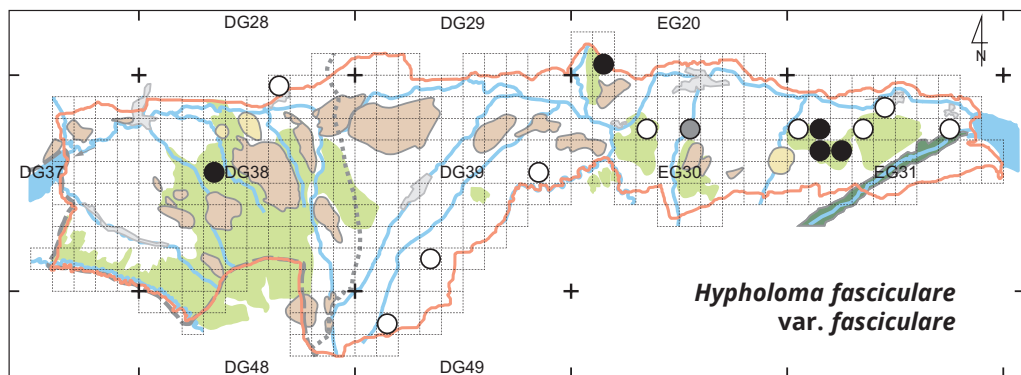 DG28 DG29 EG20
N
DG37 DG38 DG39 EG30 EG31
Hypholoma fasciculare
var. fasciculare
DG48 DG49